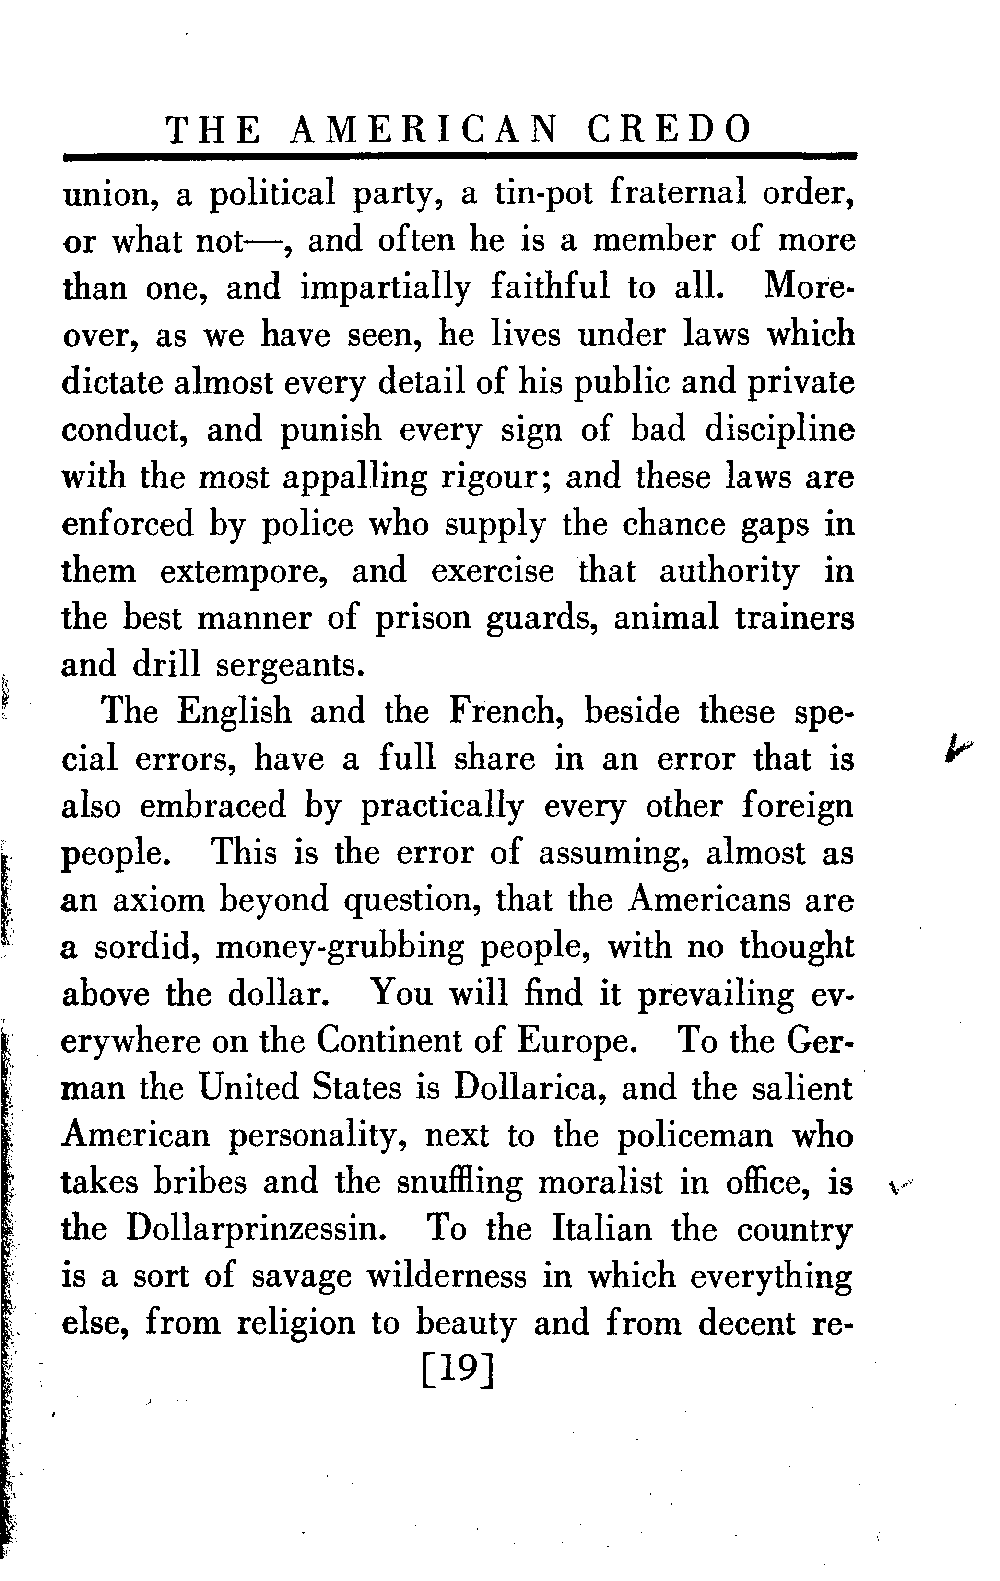 THE AMERICAN CREDO
union, a political party, a tin-pot fraternal order,
or what not—, and often he is a member of more
than one, and impartially faithful to all. More-
over, as we have seen, he lives under laws which
dictate almost every detail of his public and private
conduct, and punish every sign of bad discipline
with the most appalling rigour; and these laws are
enforced by police who supply the chance gaps in
them extempore, and exercise that authority in
the best manner of prison guards, animal trainers
and drill sergeants.
The English and the French, beside these spe-
cial errors, have a full share in an error that is
also embraced by practically every other foreign
people. This is the error of assuming, almost as
an axiom beyond question, that the Americans are
a sordid, money-grubbing people, with no thought
above the dollar. You will find it prevailing ev-
erywhere on the Continent of Europe. To the Ger-
man the United States is Dollarica, and the salient
American personality, next to the policeman who
takes bribes and the snuffling moralist in office, is
the Dollarprinzessin. To the Italian the country
is a sort of savage wilderness in which everything
else, from religion to beauty and from decent re-
[19]